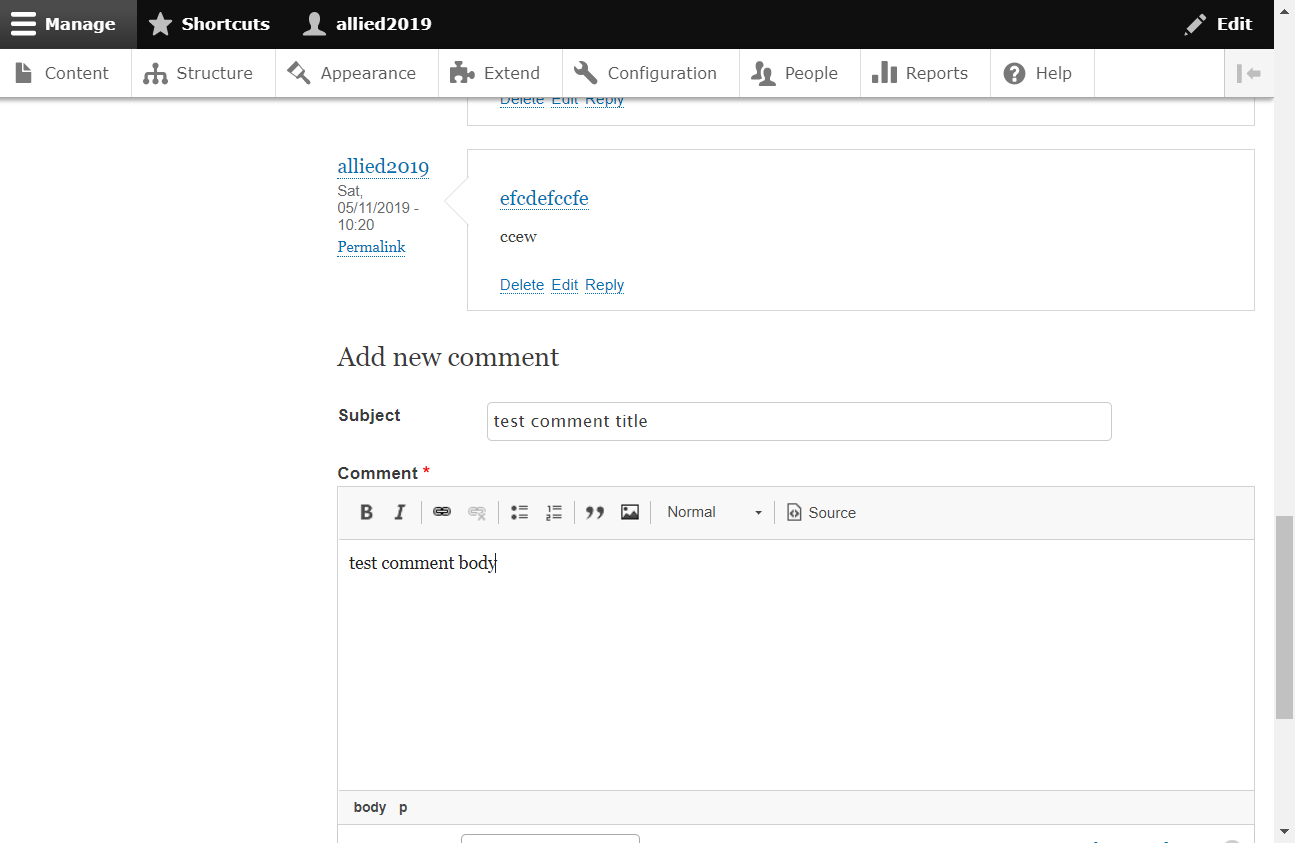 Manage Shortcuts allied2019 Edit
Content Structure Appearance Extend Configuration People Reports Help
Delete Edit Reply
allied2019
Sat,
05/11/2019 -
10:20
Permalink
efcdefccfe
ccew
Delete Edit Reply
Add new comment
Subject
test comment title
Comment *
B I Normal Source
test comment body
body p